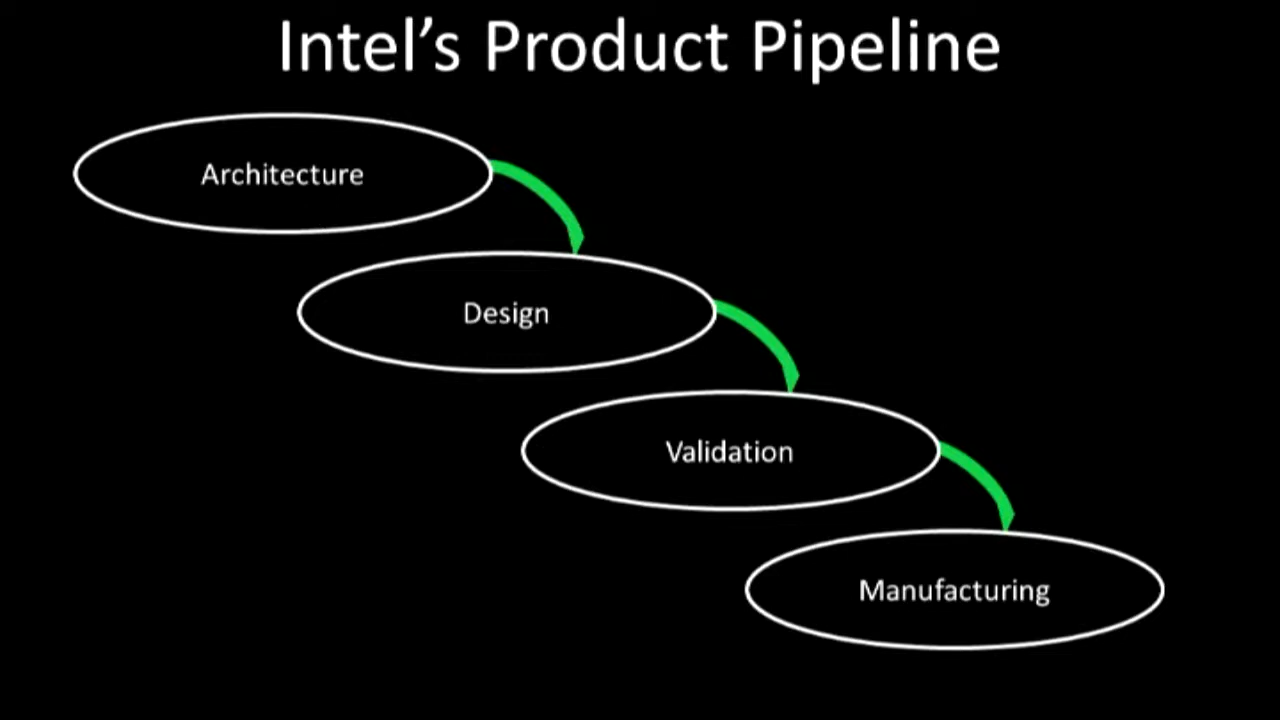 Intel’s Product Pipeline
Architecture
Design
Validation
Manufacturing